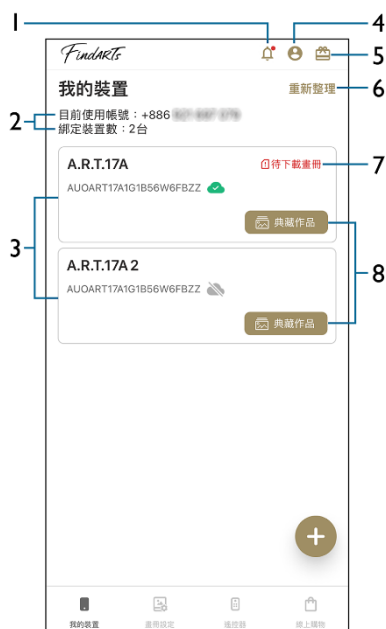 1
4
FindARTs
5
我的裝置
重新整理
6
2
目前使用帳號：+886
綁定裝置數：2台
A.R.T.17A
待下載畫冊
7
AUOART17A1G1B56W6FBZZ
典藏作品
3
8
A.R.T.17A 2
AUOART17A1G1B56W6FBZZ
典藏作品
我的裝置
畫冊設定
遙控器
線上購物